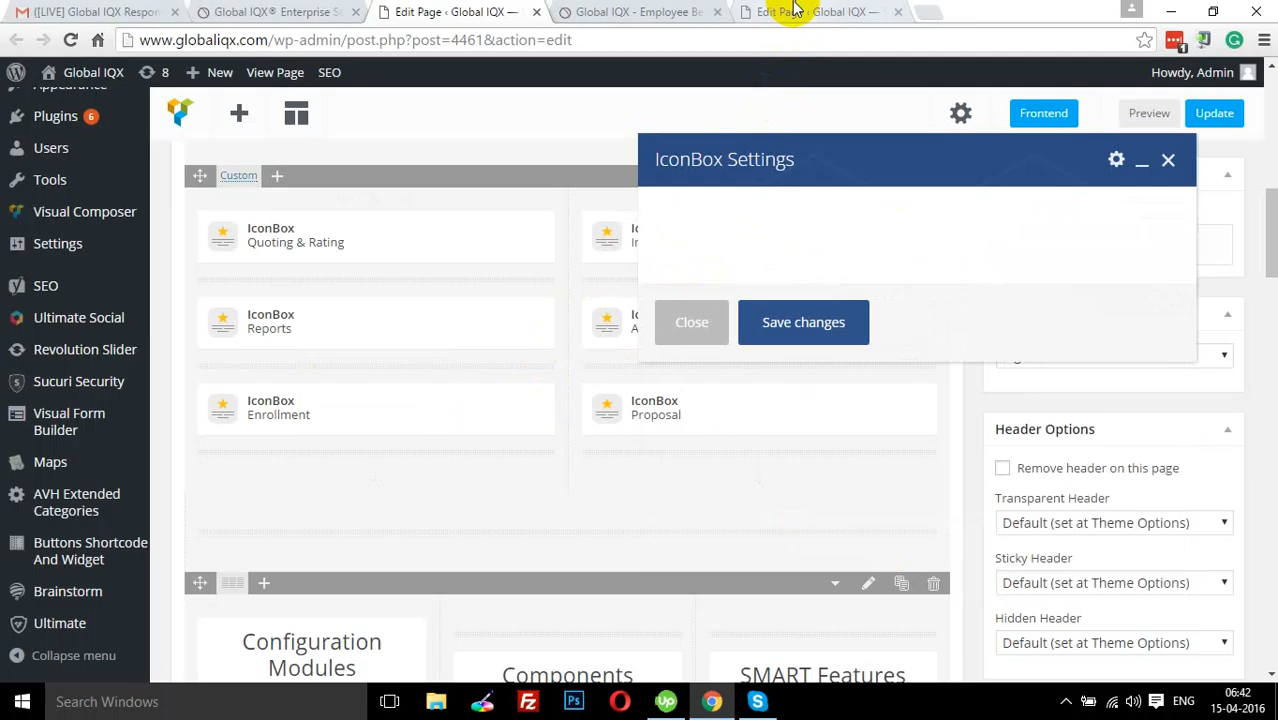 ([LIVE] Global IQX Respon
Global IQX® Enterprise S
Edit Page ‹ Global IQX —
Global IQX - Employee Be
Edit Page ‹ Global IQX —
www.globaliqx.com/wp-admin/post.php?post=4461&action=edit
1
Global IQX
8
New
View Page
SEO
Howdy, Admin
Appearance
Plugins 6
Users
Tools
Visual Composer
Settings
SEO
Ultimate Social
Revolution Slider
Sucuri Security
Visual Form
Builder
Maps
AVH Extended
Categories
Buttons Shortcode
And Widget
Brainstorm
Ultimate
Collapse menu
Frontend
Preview
Update
IconBox Settings
Close
Save changes
Custom
IconBox
Quoting & Rating
IconBox
Reports
IconBox
Enrollment
IconBox
Proposal
Configuration
Modules
Components
SMART Features
Header Options
Remove header on this page
Transparent Header
Default (set at Theme Options)
Sticky Header
Default (set at Theme Options)
Hidden Header
Default (set at Theme Options)
Search Windows
ENG
06:42
15-04-2016